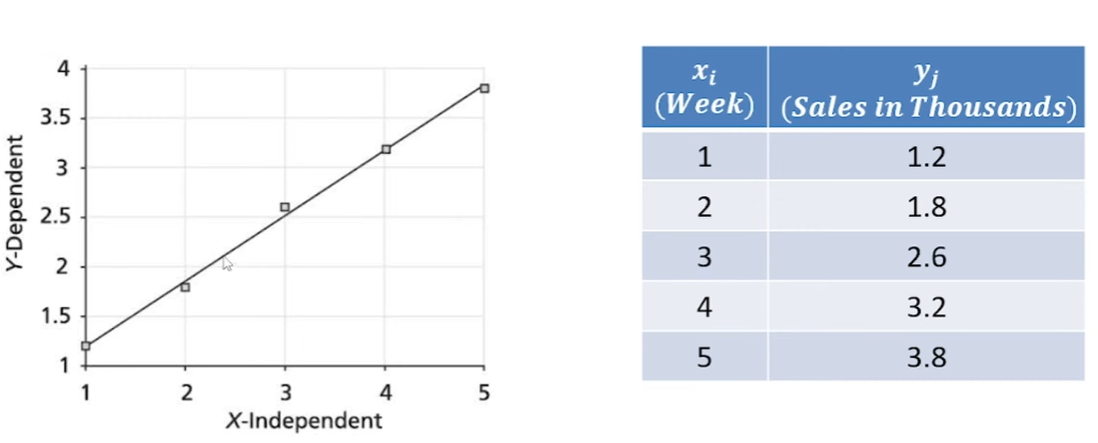 4
3.5
3
2.5
2
1.5
1
Y-Dependent
1 2 3 4 5
X-Independent
xᵢ yⱼ
(Week) (Sales in Thousands)
1 1.2
2 1.8
3 2.6
4 3.2
5 3.8